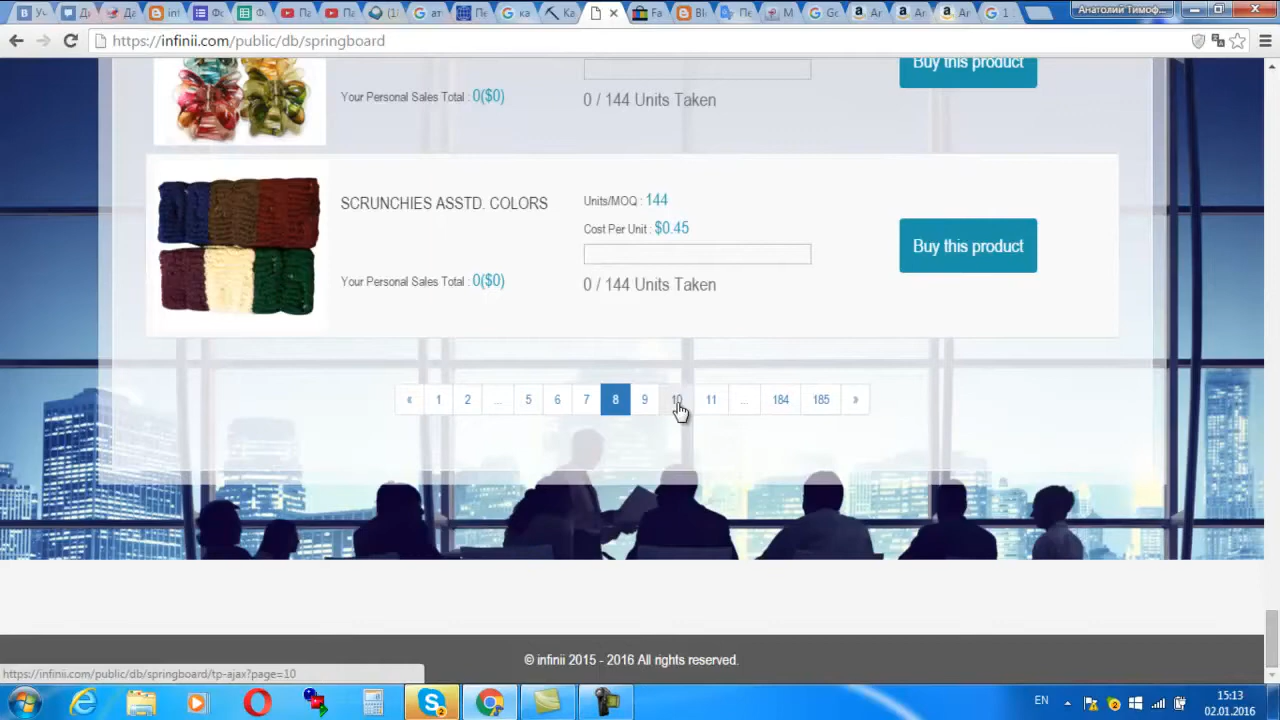 Анатолий Тимоф...
https://infinii.com/public/db/springboard
Buy this product
Your Personal Sales Total : 0($0)
0 / 144 Units Taken
SCRUNCHIES ASSTD. COLORS
Units/MOQ : 144
Cost Per Unit : $0.45
Buy this product
Your Personal Sales Total : 0($0)
0 / 144 Units Taken
« 1 2 ... 5 6 7 8 9 10 11 ... 184 185 »
© infinii 2015 - 2016 All rights reserved.
https://infinii.com/public/db/springboard/tp-ajax?page=10
EN
15:13
02.01.2016